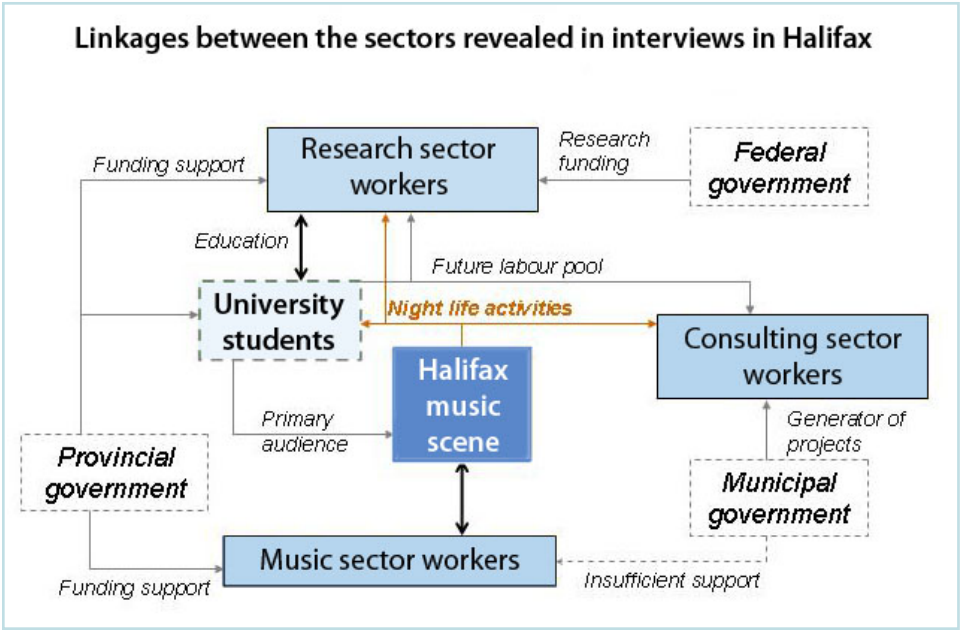 Linkages between the sectors revealed in interviews in Halifax
Research sector
workers
Research
funding
Federal
government
Funding support
Education
Future labour pool
University
students
Night life activities
Consulting sector
workers
Halifax
music
scene
Primary
audience
Generator of
projects
Provincial
government
Municipal
government
Music sector workers
Funding support
Insufficient support